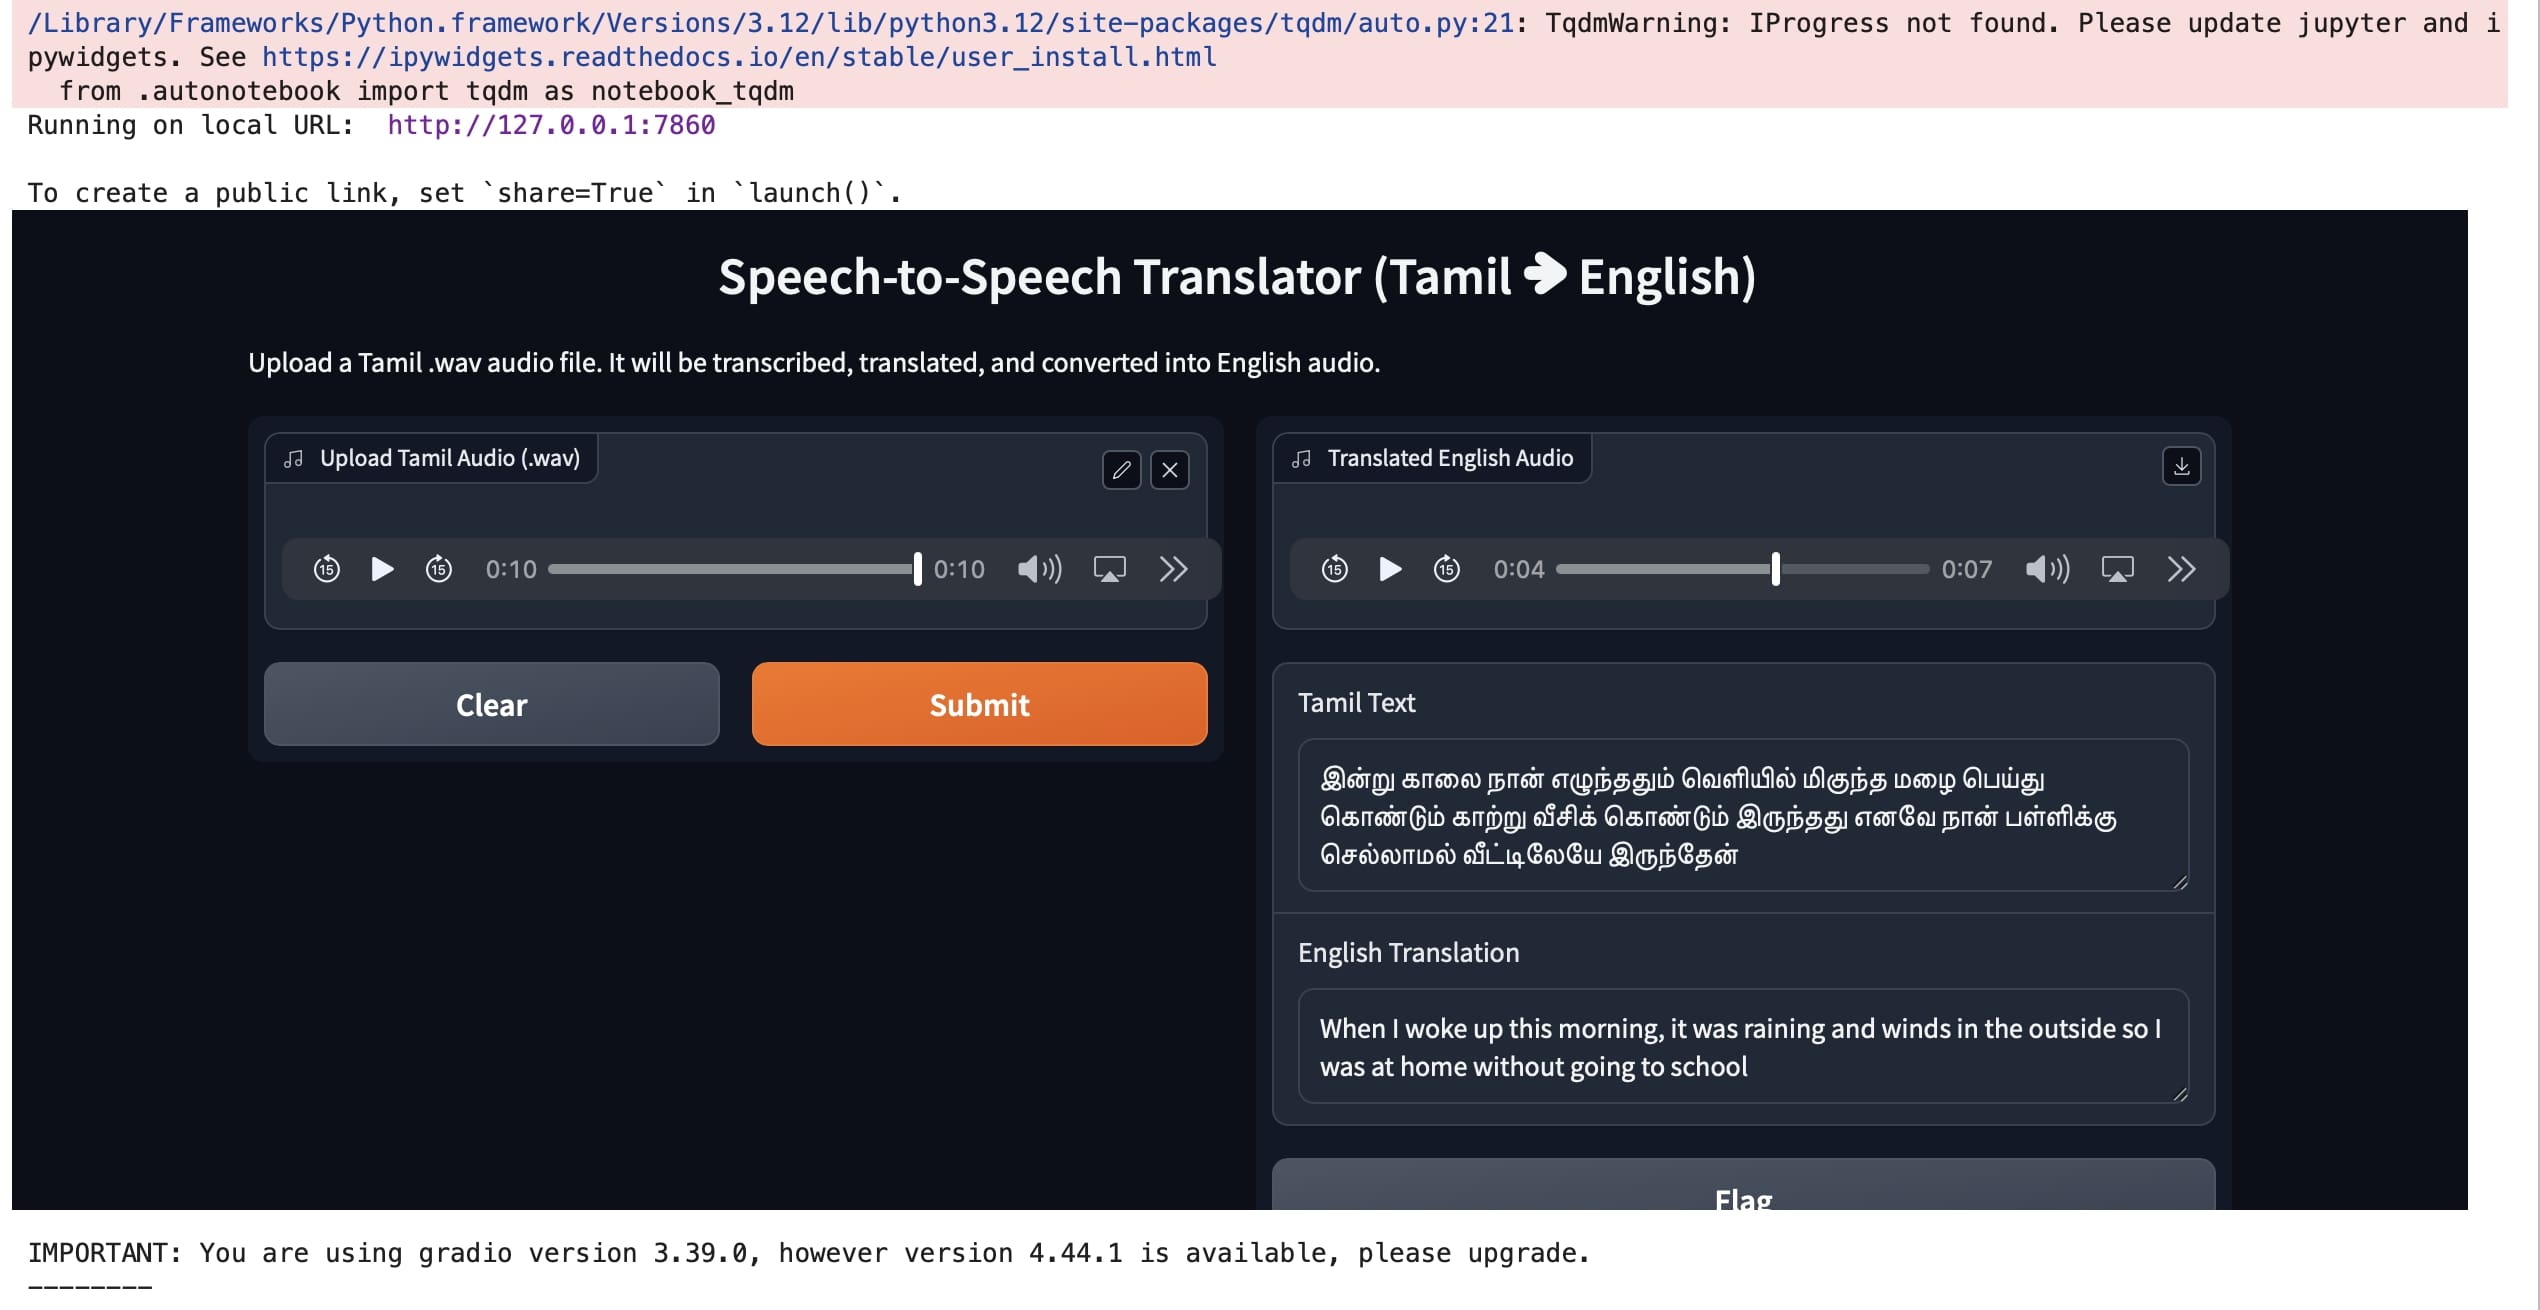 /Library/Frameworks/Python.framework/Versions/3.12/lib/python3.12/site-packages/tqdm/auto.py:21: TqdmWarning: IProgress not found. Please update jupyter and i
pywidgets. See https://ipywidgets.readthedocs.io/en/stable/user_install.html
  from .autonotebook import tqdm as notebook_tqdm
Running on local URL:  http://127.0.0.1:7860
To create a public link, set `share=True` in `launch()`.
Speech-to-Speech Translator (Tamil ➔ English)
Upload a Tamil .wav audio file. It will be transcribed, translated, and converted into English audio.
Upload Tamil Audio (.wav)
15 15 0:10 0:10
Clear Submit
Translated English Audio
15 15 0:04 0:07
Tamil Text
இன்று காலை நான் எழுந்ததும் வெளியில் மிகுந்த மழை பெய்து
கொண்டும் காற்று வீசிக் கொண்டும் இருந்தது எனவே நான் பள்ளிக்கு
செல்லாமல் வீட்டிலேயே இருந்தேன்
English Translation
When I woke up this morning, it was raining and winds in the outside so I
was at home without going to school
Flag
IMPORTANT: You are using gradio version 3.39.0, however version 4.44.1 is available, please upgrade.
--------